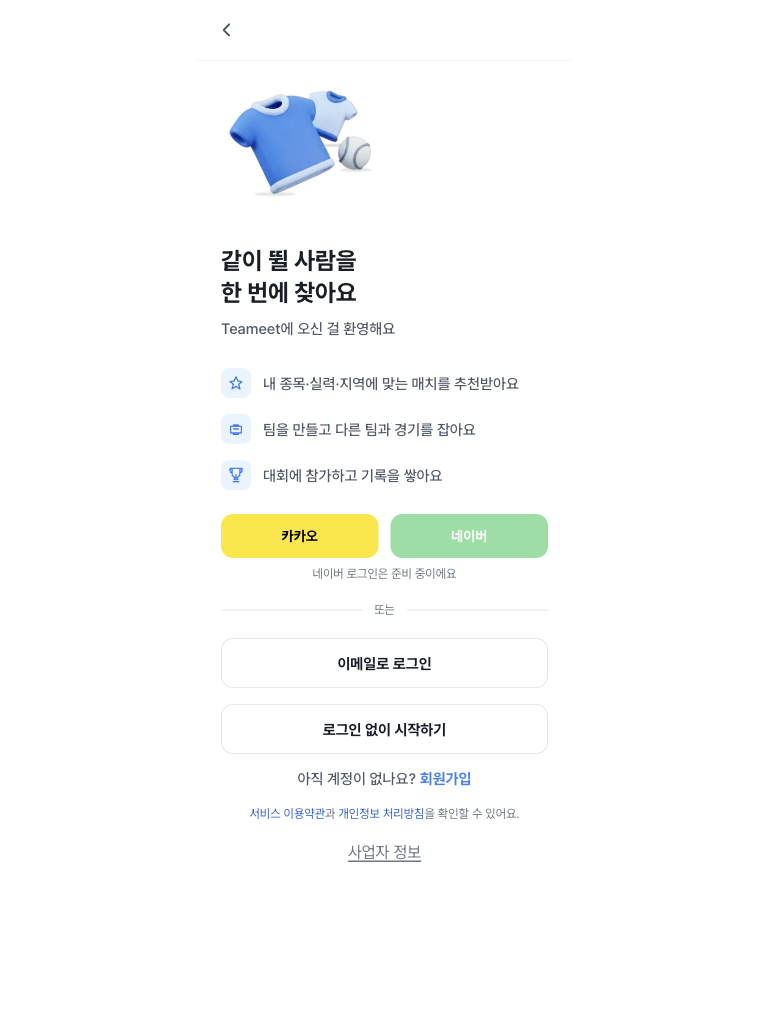 같이 뛸 사람을
한 번에 찾아요
Teameet에 오신 걸 환영해요
내 종목·실력·지역에 맞는 매치를 추천받아요
팀을 만들고 다른 팀과 경기를 잡아요
대회에 참가하고 기록을 쌓아요
카카오
네이버
네이버 로그인은 준비 중이에요
또는
이메일로 로그인
로그인 없이 시작하기
아직 계정이 없나요? 회원가입
서비스 이용약관과 개인정보 처리방침을 확인할 수 있어요.
사업자 정보